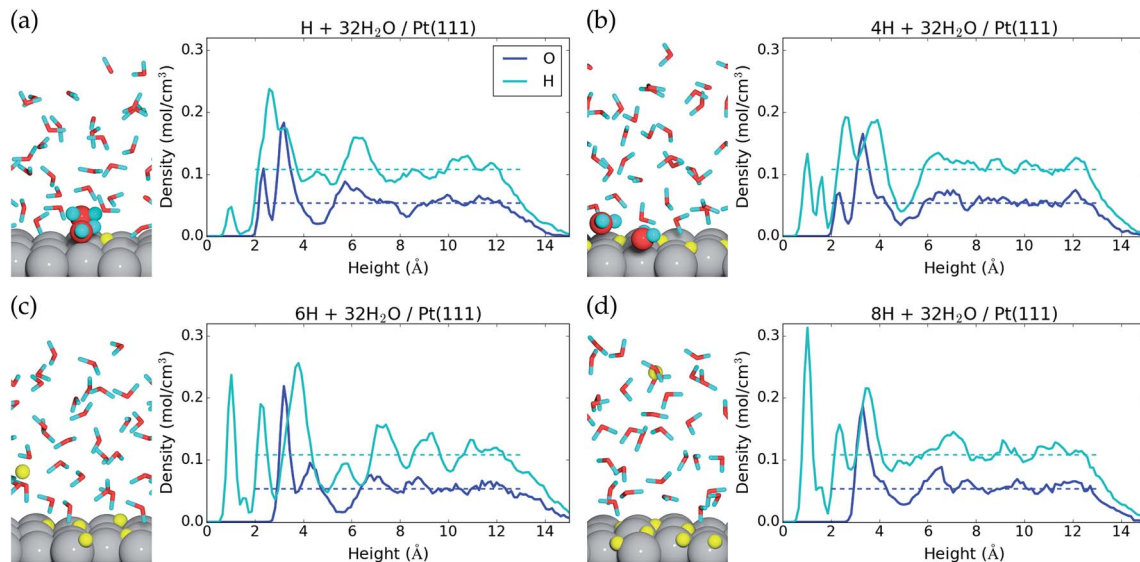 (a)
H + 32H₂O / Pt(111)
Density (mol/cm³)
0.3
0.2
0.1
0.0
0 2 4 6 8 10 12 14
Height (Å)
O
H
(b)
4H + 32H₂O / Pt(111)
Density (mol/cm³)
0.3
0.2
0.1
0.0
0 2 4 6 8 10 12 14
Height (Å)
(c)
6H + 32H₂O / Pt(111)
Density (mol/cm³)
0.3
0.2
0.1
0.0
0 2 4 6 8 10 12 14
Height (Å)
(d)
8H + 32H₂O / Pt(111)
Density (mol/cm³)
0.3
0.2
0.1
0.0
0 2 4 6 8 10 12 14
Height (Å)